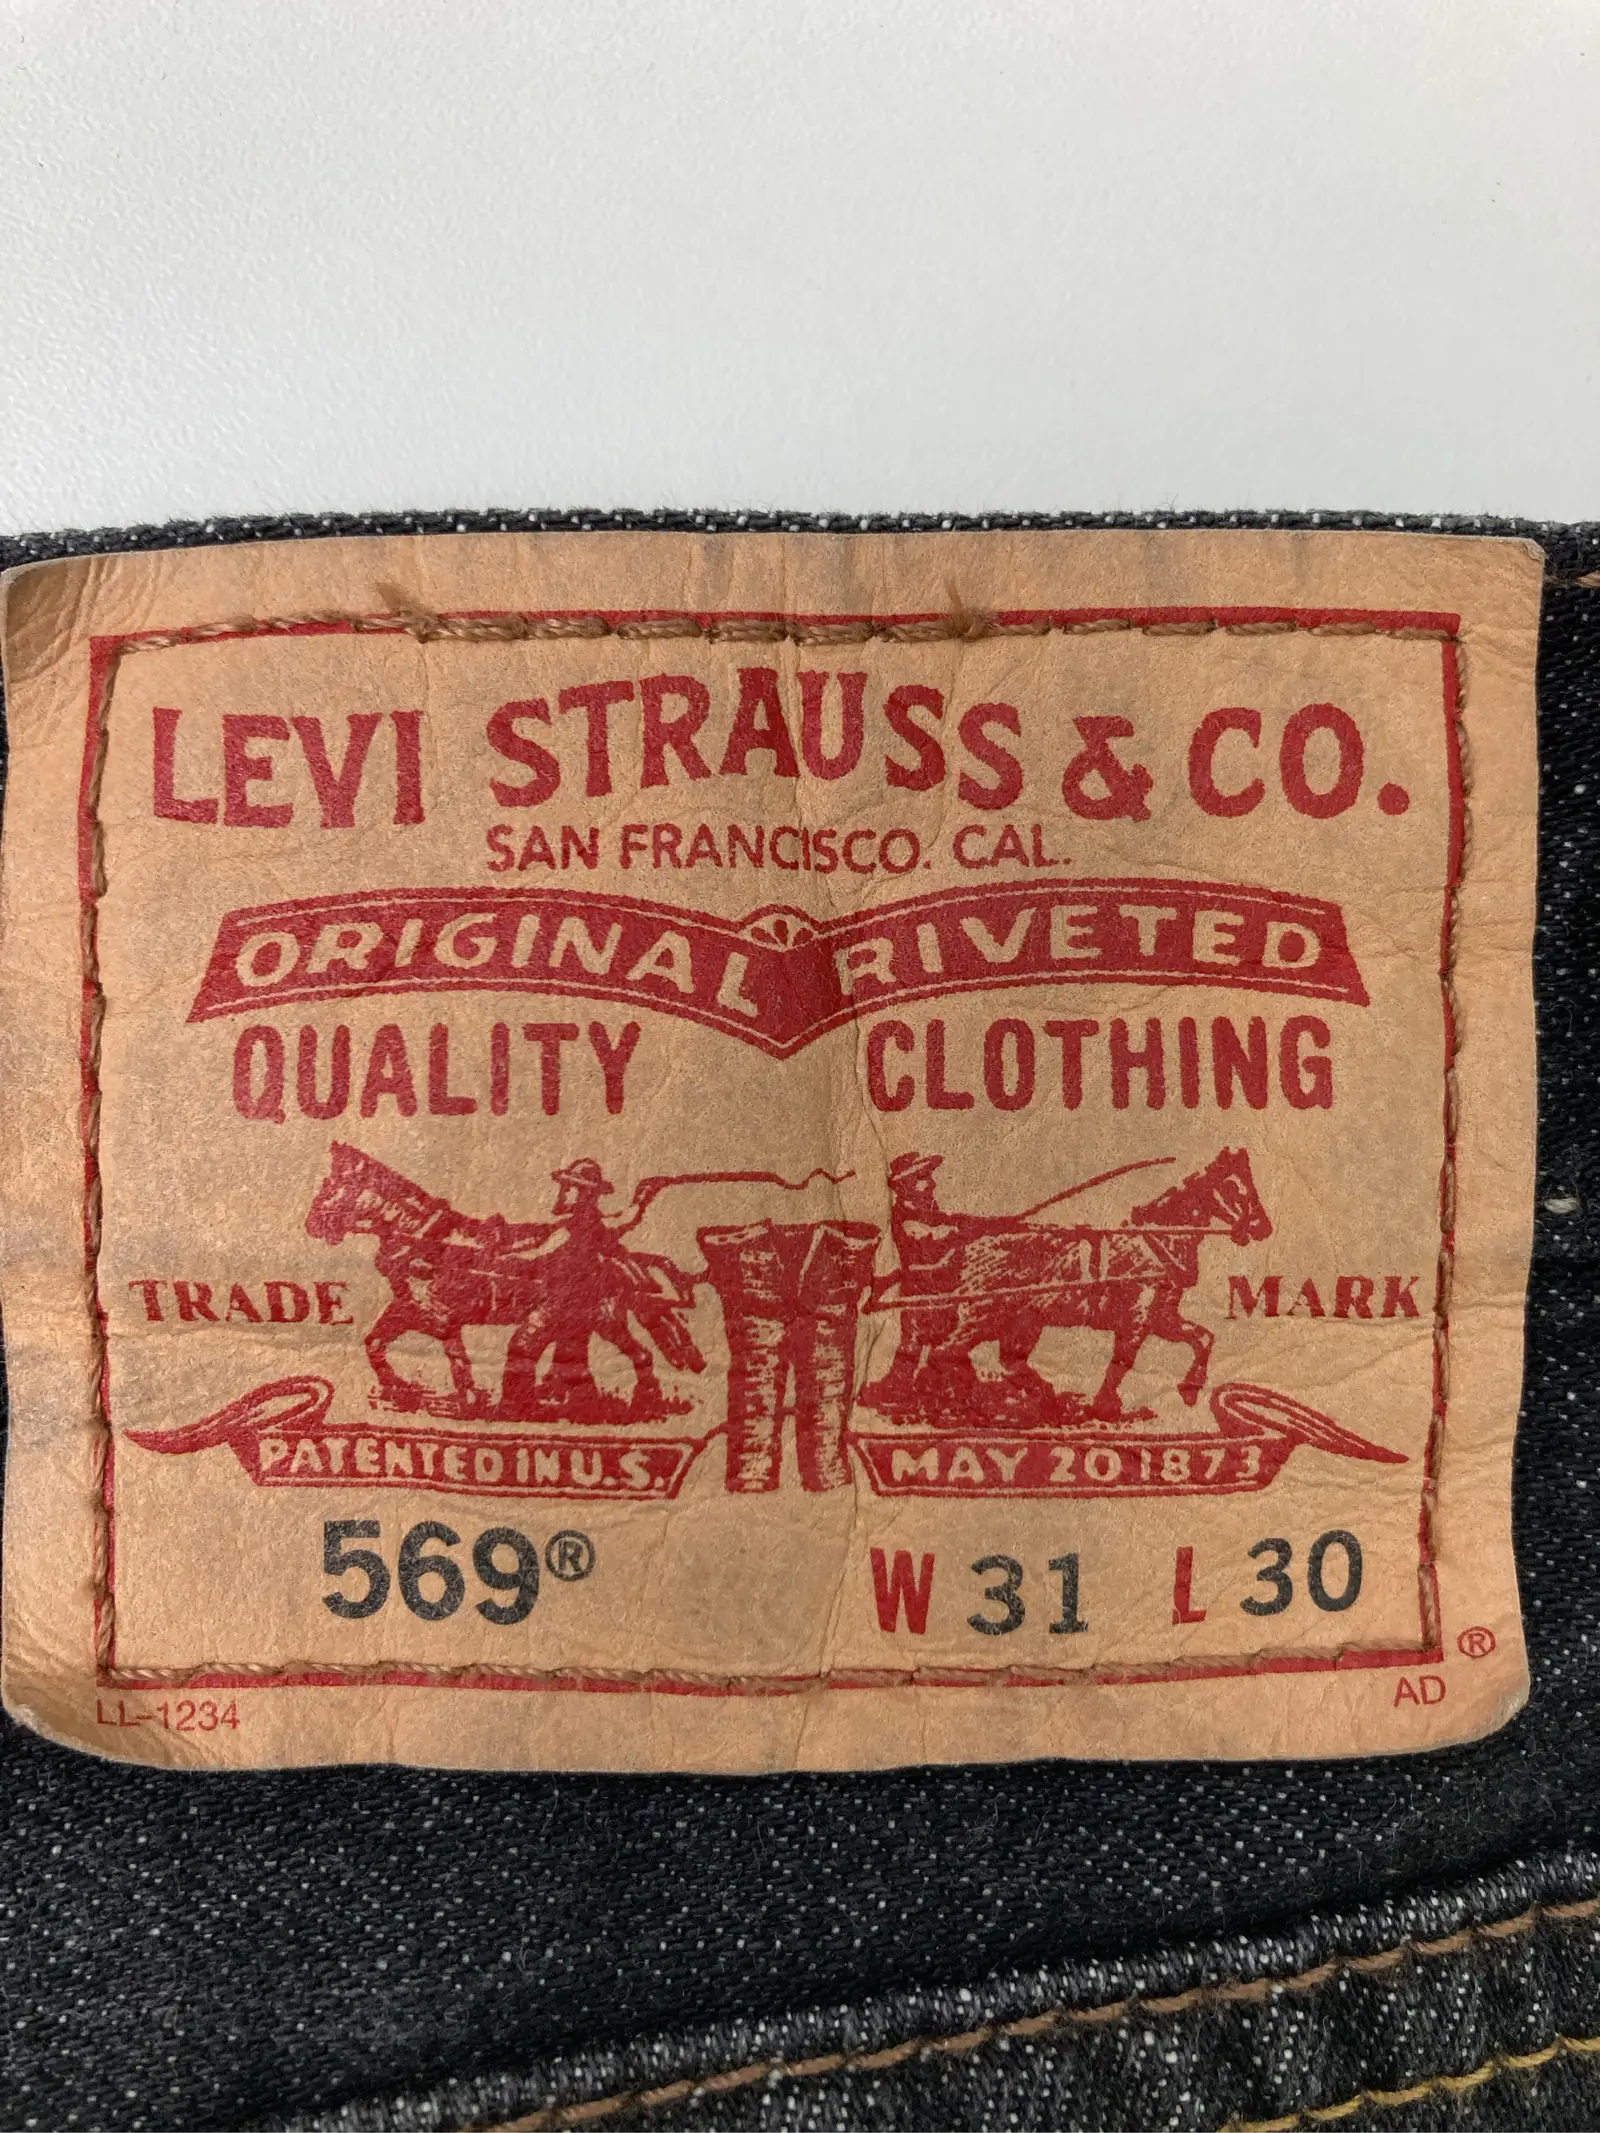 LEVI STRAUSS & CO.
SAN FRANCISCO. CAL.
ORIGINAL RIVETED
QUALITY CLOTHING
TRADE MARK
PATENTED IN U.S. MAY 20 1873
569® W 31 L 30
®
LL-1234 AD